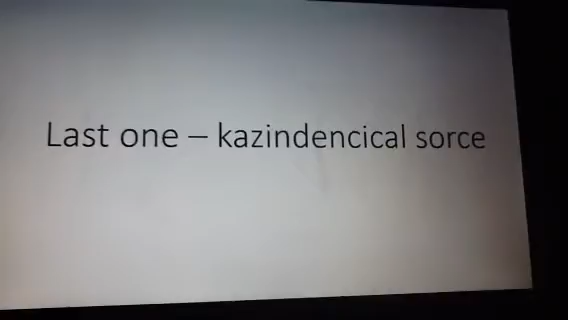 Last one – kazindencical sorce